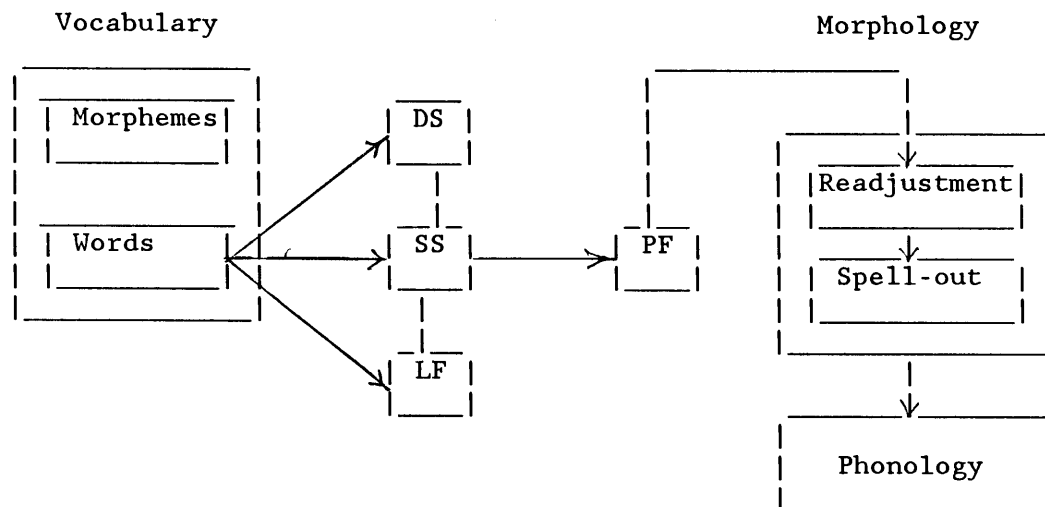 Vocabulary
Morphology
Morphemes
DS
Readjustment
Words
SS
PF
Spell-out
LF
Phonology